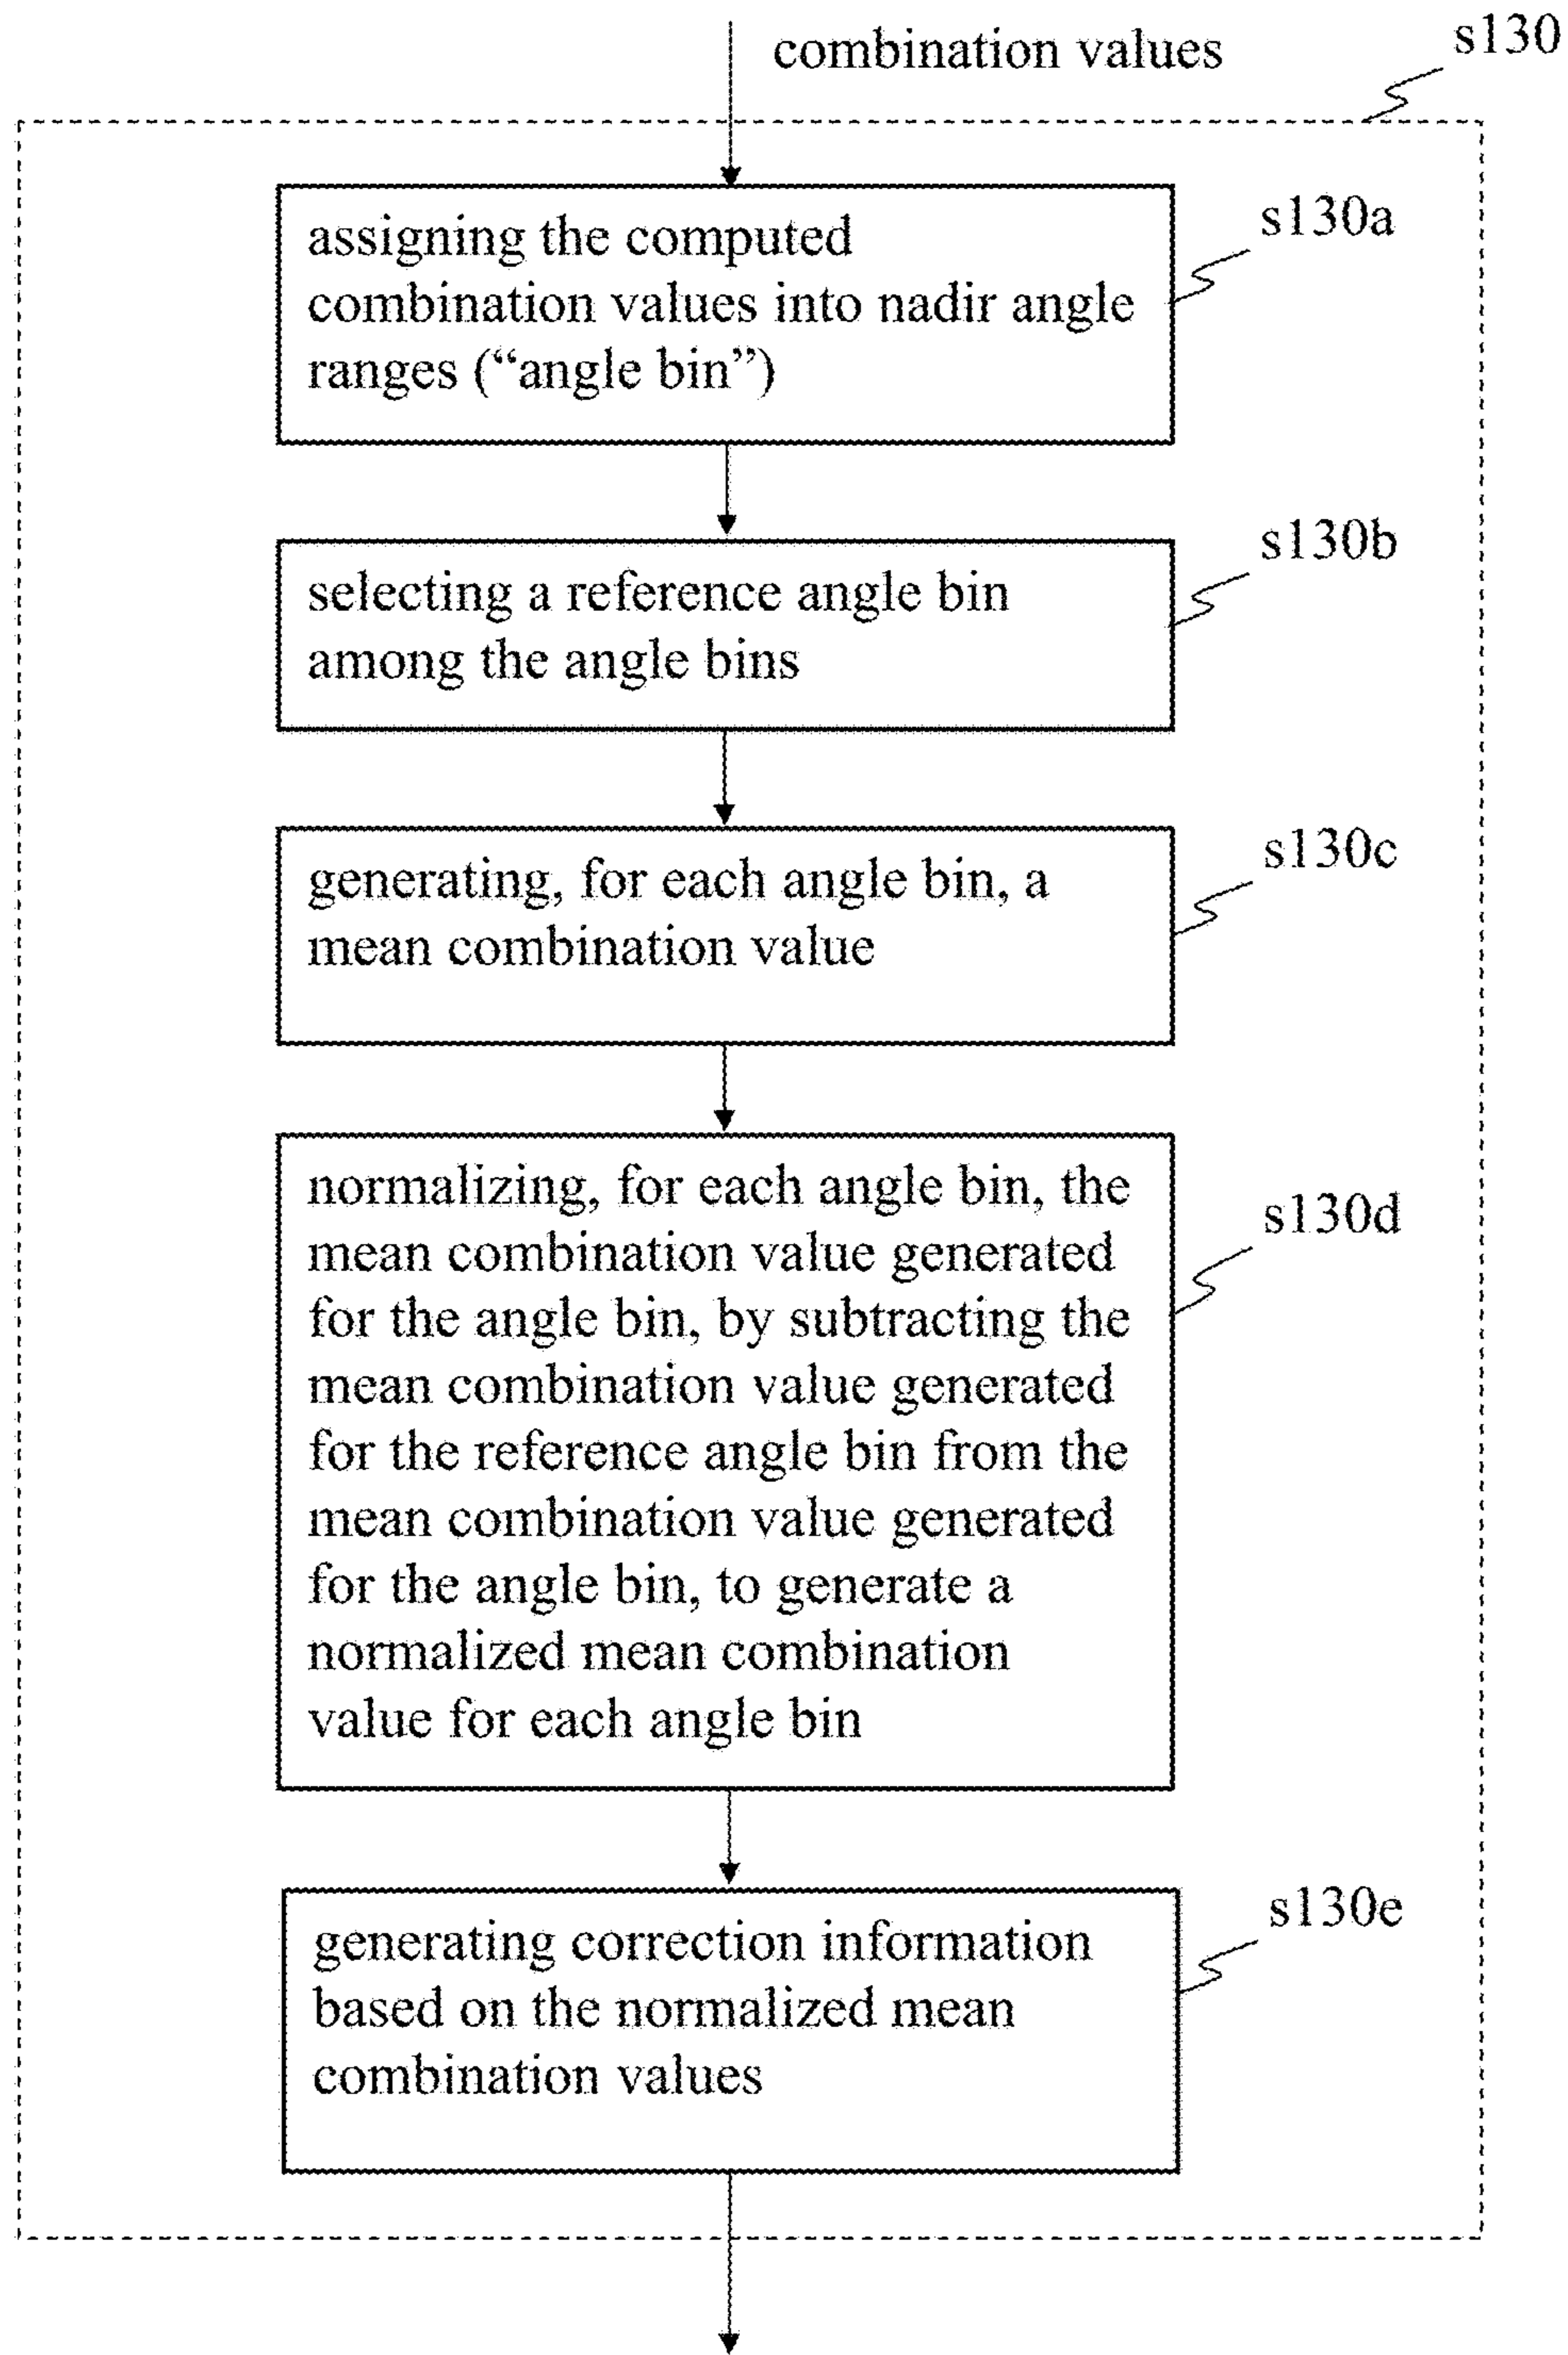 combination values
s130
assigning the computed
combination values into nadir angle
ranges (“angle bin”)
s130a
selecting a reference angle bin
among the angle bins
s130b
generating, for each angle bin, a
mean combination value
s130c
normalizing, for each angle bin, the
mean combination value generated
for the angle bin, by subtracting the
mean combination value generated
for the reference angle bin from the
mean combination value generated
for the angle bin, to generate a
normalized mean combination
value for each angle bin
s130d
generating correction information
based on the normalized mean
combination values
s130e